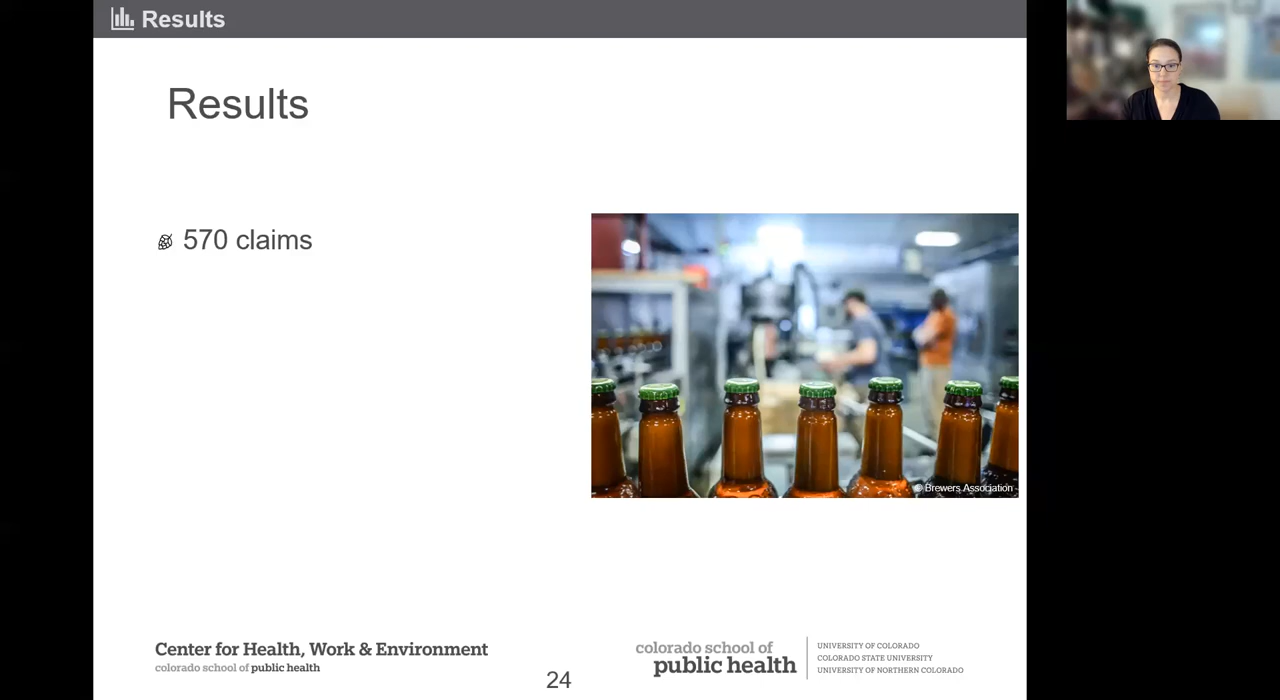 Results
Results
570 claims
© Brewers Association
Center for Health, Work & Environment
colorado school of public health
24
colorado school of
public health
UNIVERSITY OF COLORADO
COLORADO STATE UNIVERSITY
UNIVERSITY OF NORTHERN COLORADO